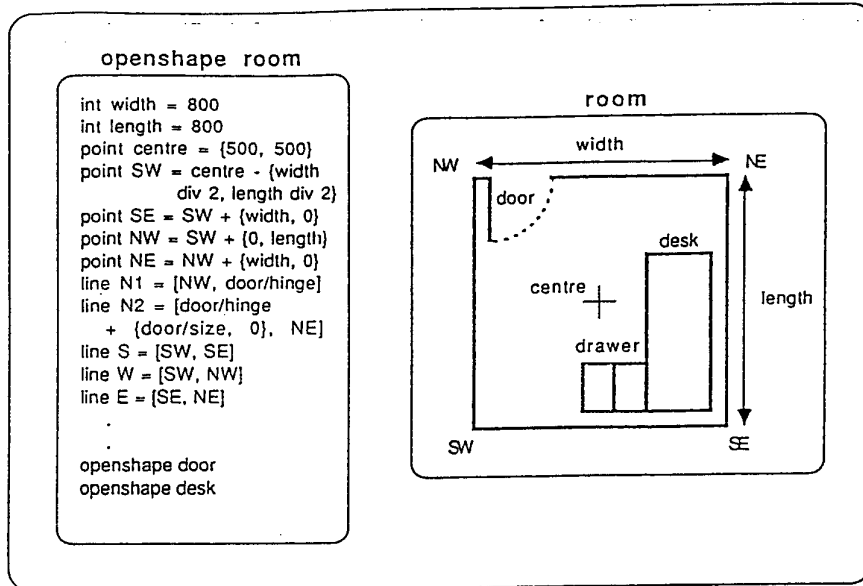 openshape room
int width = 800
int length = 800
point centre = {500, 500}
point SW = centre - {width
div 2, length div 2}
point SE = SW + {width, 0}
point NW = SW + {0, length}
point NE = NW + {width, 0}
line N1 = [NW, door/hinge]
line N2 = [door/hinge
+ {door/size, 0}, NE]
line S = [SW, SE]
line W = [SW, NW]
line E = [SE, NE]
.
.
openshape door
openshape desk
room
NW
width
NE
door
desk
centre
length
drawer
SW
SE